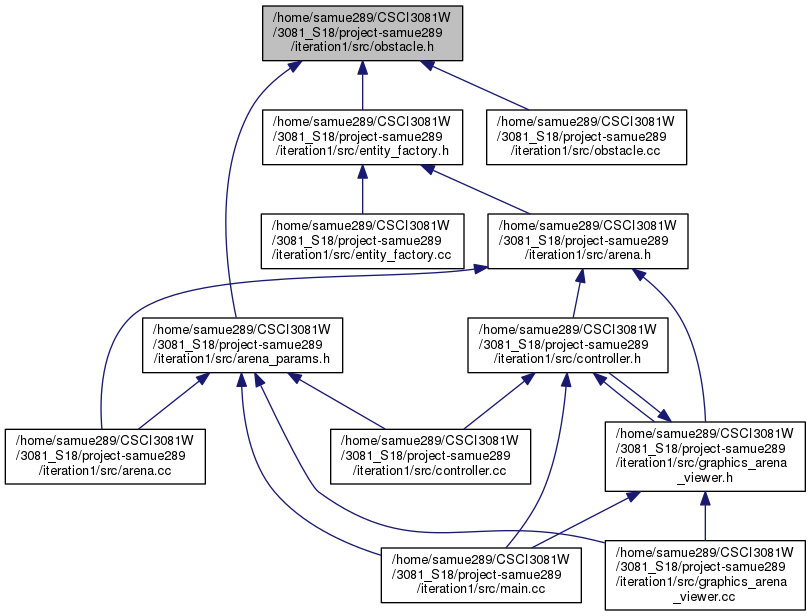 /home/samue289/CSCI3081W
/3081_S18/project-samue289
/iteration1/src/obstacle.h
/home/samue289/CSCI3081W
/3081_S18/project-samue289
/iteration1/src/entity_factory.h
/home/samue289/CSCI3081W
/3081_S18/project-samue289
/iteration1/src/obstacle.cc
/home/samue289/CSCI3081W
/3081_S18/project-samue289
/iteration1/src/entity_factory.cc
/home/samue289/CSCI3081W
/3081_S18/project-samue289
/iteration1/src/arena.h
/home/samue289/CSCI3081W
/3081_S18/project-samue289
/iteration1/src/arena_params.h
/home/samue289/CSCI3081W
/3081_S18/project-samue289
/iteration1/src/controller.h
/home/samue289/CSCI3081W
/3081_S18/project-samue289
/iteration1/src/arena.cc
/home/samue289/CSCI3081W
/3081_S18/project-samue289
/iteration1/src/controller.cc
/home/samue289/CSCI3081W
/3081_S18/project-samue289
/iteration1/src/graphics_arena
_viewer.h
/home/samue289/CSCI3081W
/3081_S18/project-samue289
/iteration1/src/main.cc
/home/samue289/CSCI3081W
/3081_S18/project-samue289
/iteration1/src/graphics_arena
_viewer.cc